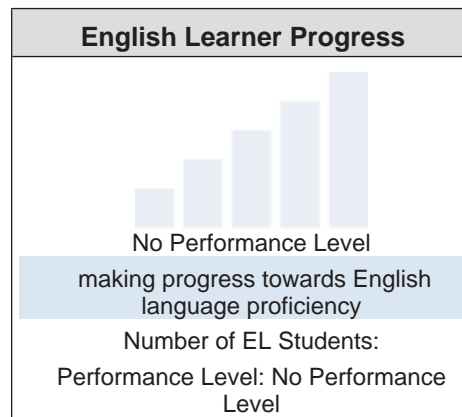 English Learner Progress
No Performance Level
making progress towards English
language proficiency
Number of EL Students:
Performance Level: No Performance
Level